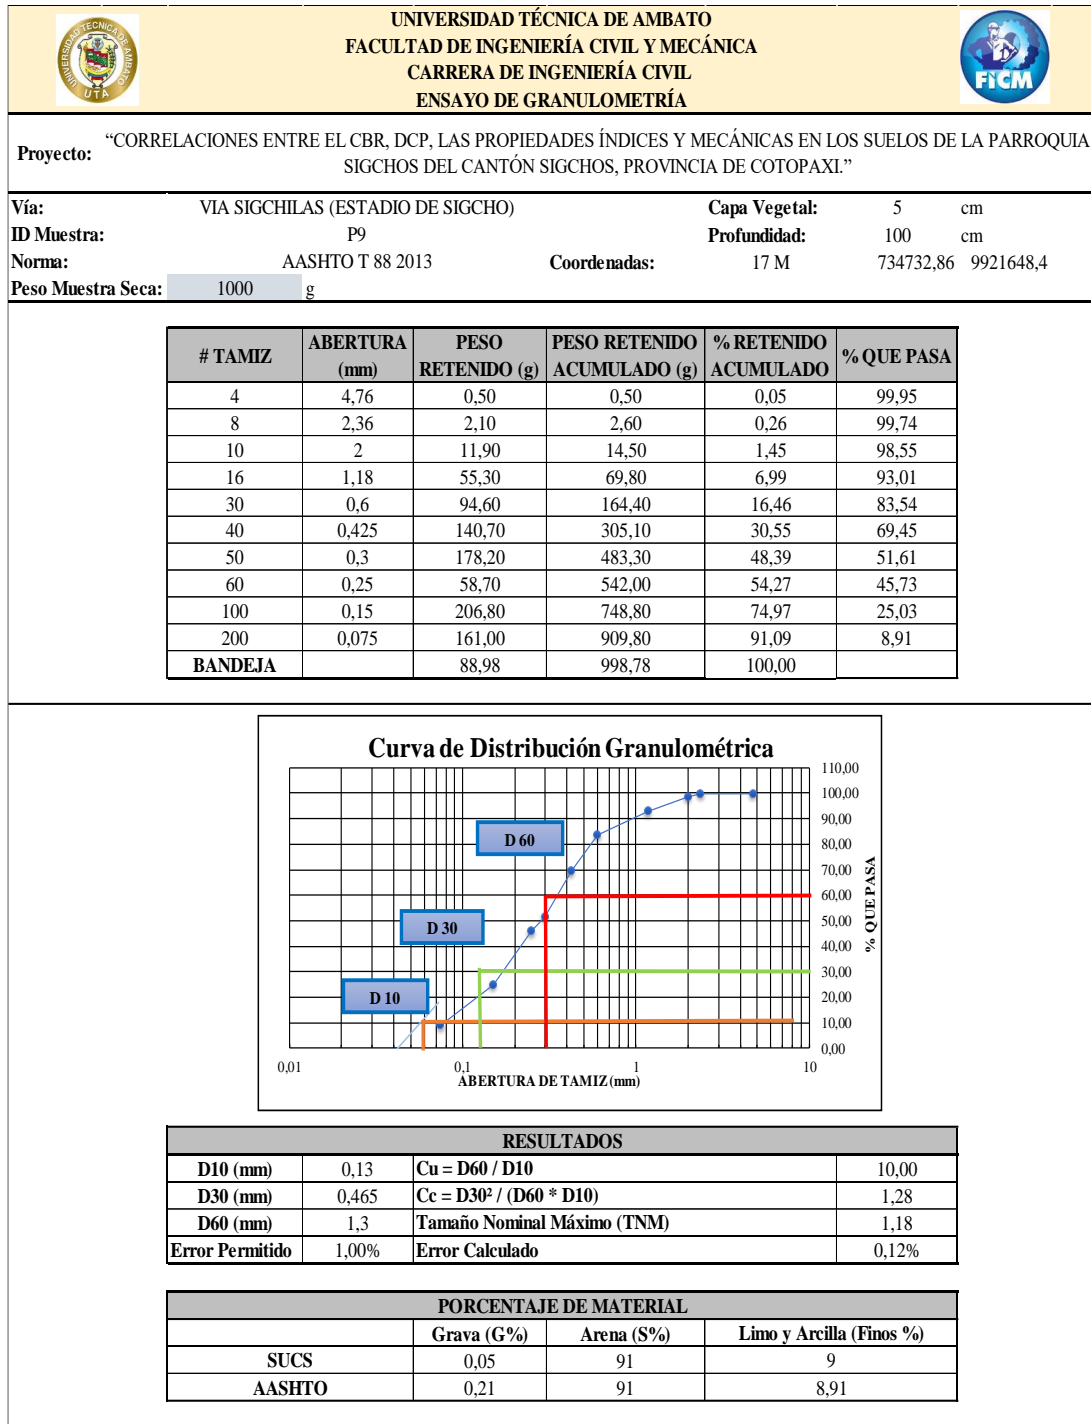 UNIVERSIDAD TÉCNICA DE AMBATO
FACULTAD DE INGENIERÍA CIVIL Y MECÁNICA
CARRERA DE INGENIERÍA CIVIL
ENSAYO DE GRANULOMETRÍA
UNIVERSIDAD TECNICA DE AMBATO
UTA
FICM
Proyecto: “CORRELACIONES ENTRE EL CBR, DCP, LAS PROPIEDADES ÍNDICES Y MECÁNICAS EN LOS SUELOS DE LA PARROQUIA
SIGCHOS DEL CANTÓN SIGCHOS, PROVINCIA DE COTOPAXI.”
Vía: VIA SIGCHILAS (ESTADIO DE SIGCHO) Capa Vegetal: 5 cm
ID Muestra: P9 Profundidad: 100 cm
Norma: AASHTO T 88 2013 Coordenadas: 17 M 734732,86 9921648,4
Peso Muestra Seca: 1000 g
# TAMIZ ABERTURA (mm) PESO RETENIDO (g) PESO RETENIDO ACUMULADO (g) % RETENIDO ACUMULADO % QUE PASA
4 4,76 0,50 0,50 0,05 99,95
8 2,36 2,10 2,60 0,26 99,74
10 2 11,90 14,50 1,45 98,55
16 1,18 55,30 69,80 6,99 93,01
30 0,6 94,60 164,40 16,46 83,54
40 0,425 140,70 305,10 30,55 69,45
50 0,3 178,20 483,30 48,39 51,61
60 0,25 58,70 542,00 54,27 45,73
100 0,15 206,80 748,80 74,97 25,03
200 0,075 161,00 909,80 91,09 8,91
BANDEJA 88,98 998,78 100,00
Curva de Distribución Granulométrica
110,00
100,00
90,00
80,00
70,00
60,00
50,00
40,00
30,00
20,00
10,00
0,00
% QUE PASA
D 60
D 30
D 10
0,01 0,1 1 10
ABERTURA DE TAMIZ (mm)
RESULTADOS
D10 (mm) 0,13 Cu = D60 / D10 10,00
D30 (mm) 0,465 Cc = D30² / (D60 * D10) 1,28
D60 (mm) 1,3 Tamaño Nominal Máximo (TNM) 1,18
Error Permitido 1,00% Error Calculado 0,12%
PORCENTAJE DE MATERIAL
Grava (G%) Arena (S%) Limo y Arcilla (Finos %)
SUCS 0,05 91 9
AASHTO 0,21 91 8,91